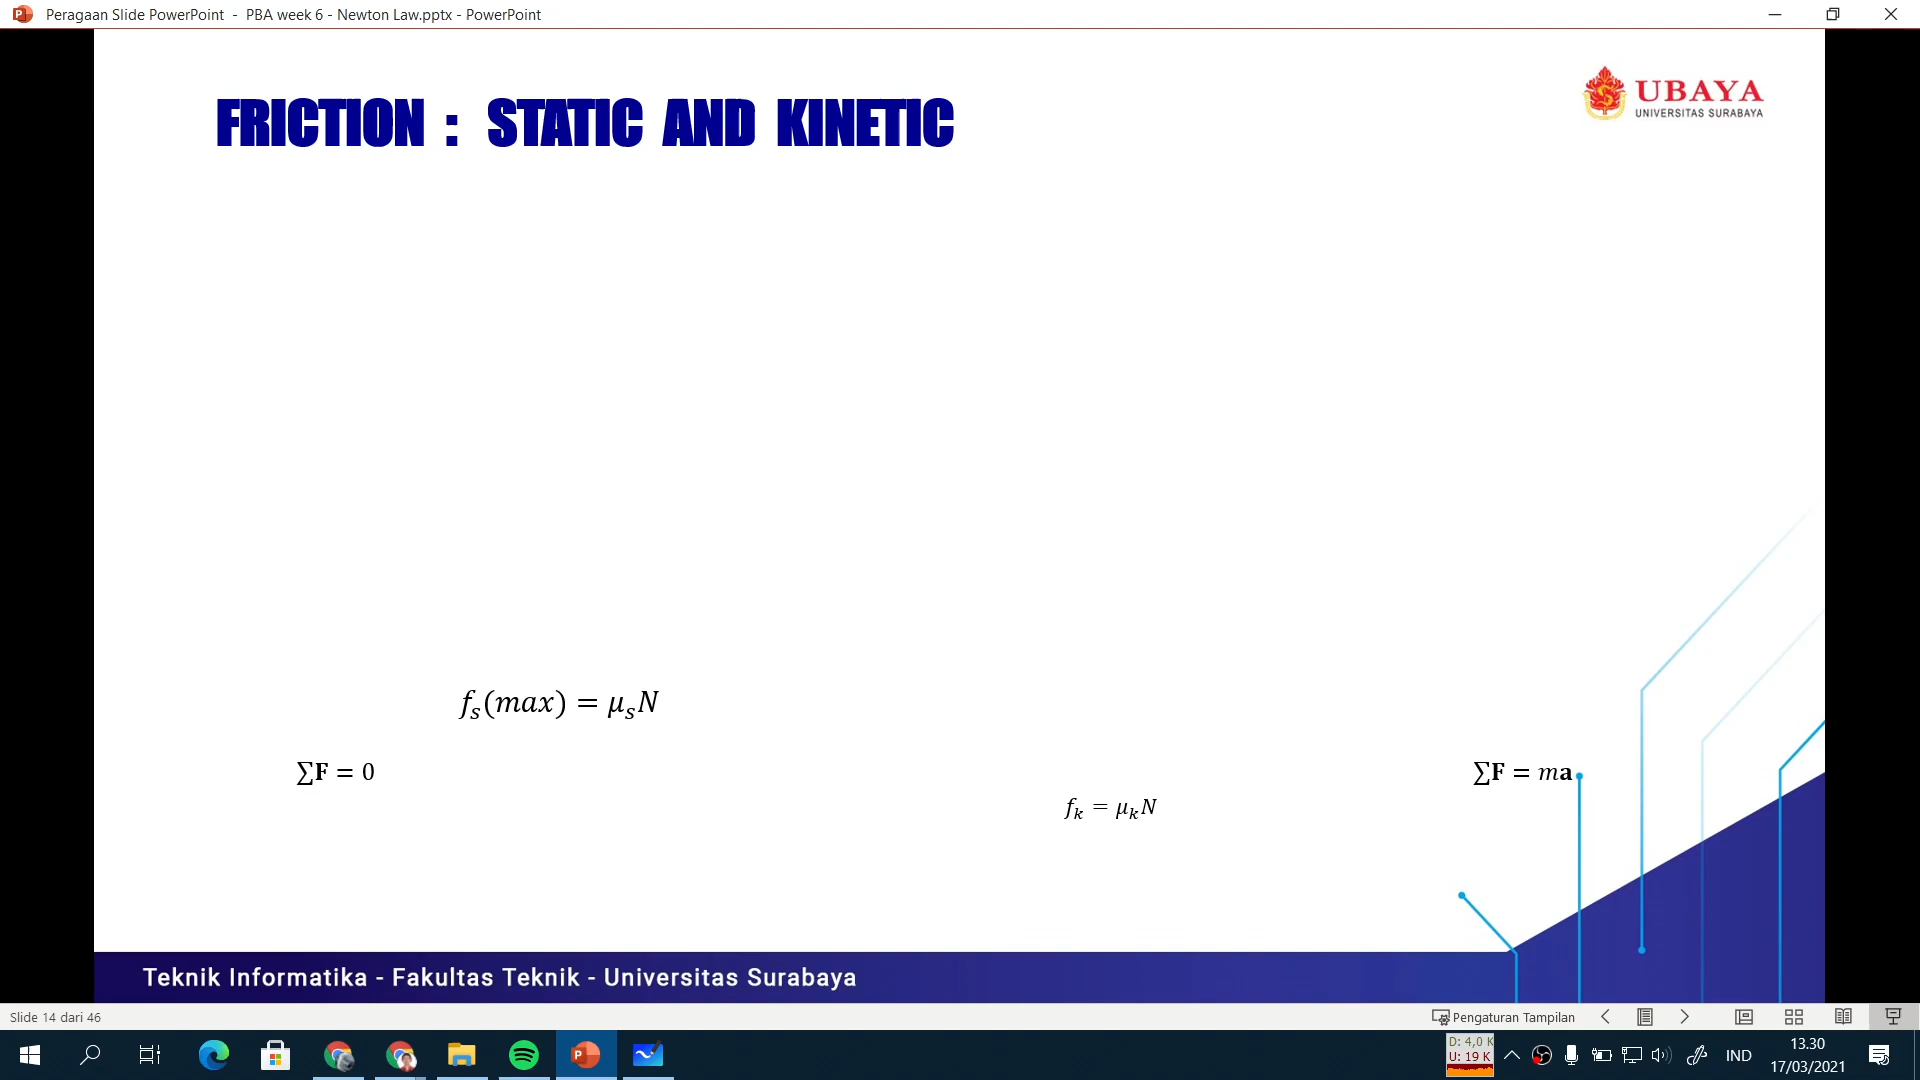 Peragaan Slide PowerPoint - PBA week 6 - Newton Law.pptx - PowerPoint
FRICTION : STATIC AND KINETIC
UBAYA
UNIVERSITAS SURABAYA
f_s(max) = μ_sN
∑F = 0
∑F = ma
f_k = μ_kN
Teknik Informatika - Fakultas Teknik - Universitas Surabaya
Slide 14 dari 46
Pengaturan Tampilan
D: 4,0 K
U: 19 K
IND
13.30
17/03/2021